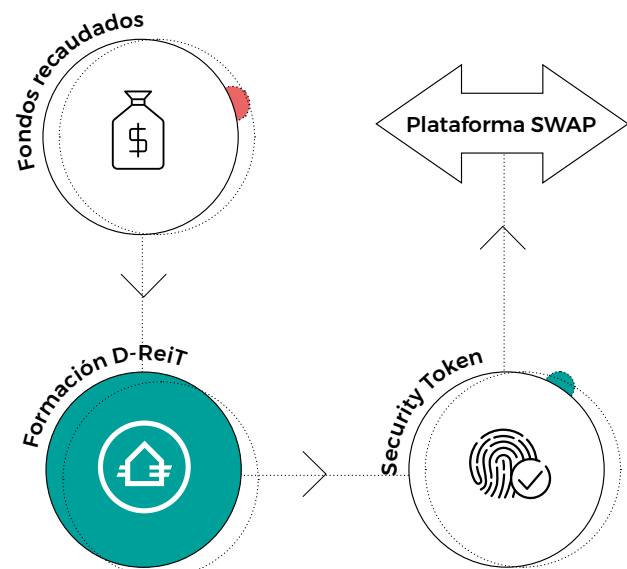 Fondos recaudados
Plataforma SWAP
$
Formación D-ReiT
Security Token